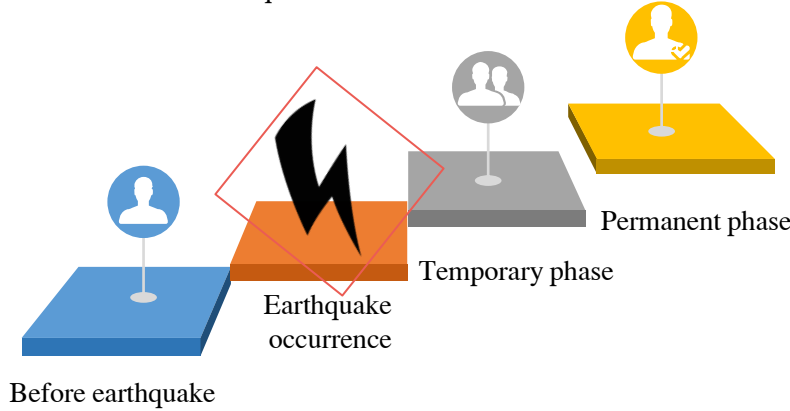 Permanent phase
Temporary phase
Earthquake
occurrence
Before earthquake